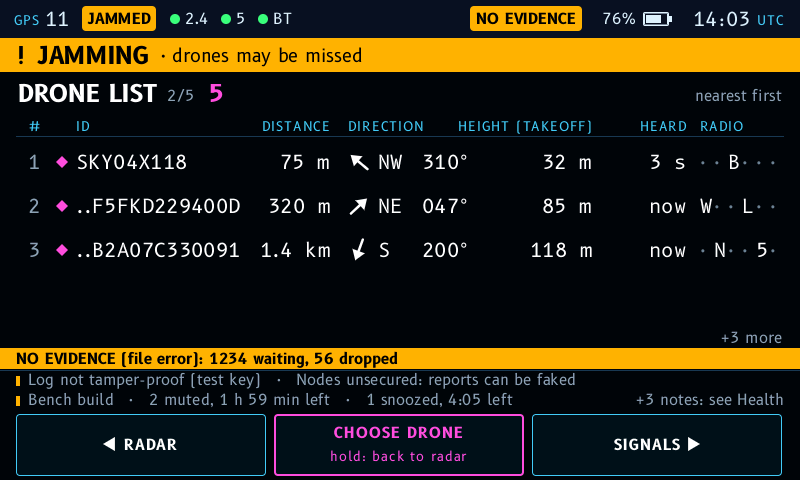 GPS 11 JAMMED 2.4 5 BT NO EVIDENCE 76% 14:03 UTC
! JAMMING · drones may be missed
DRONE LIST 2/5 5 nearest first
# ID DISTANCE DIRECTION HEIGHT (TAKEOFF) HEARD RADIO
1 SKY04X118 75 m NW 310° 32 m 3 s · · B · · ·
2 ..F5FKD229400D 320 m NE 047° 85 m now W · · L · ·
3 ..B2A07C330091 1.4 km S 200° 118 m now · N · · 5 ·
+3 more
NO EVIDENCE (file error): 1234 waiting, 56 dropped
Log not tamper-proof (test key) · Nodes unsecured: reports can be faked
Bench build · 2 muted, 1 h 59 min left · 1 snoozed, 4:05 left +3 notes: see Health
◀ RADAR
CHOOSE DRONE
hold: back to radar
SIGNALS ▶